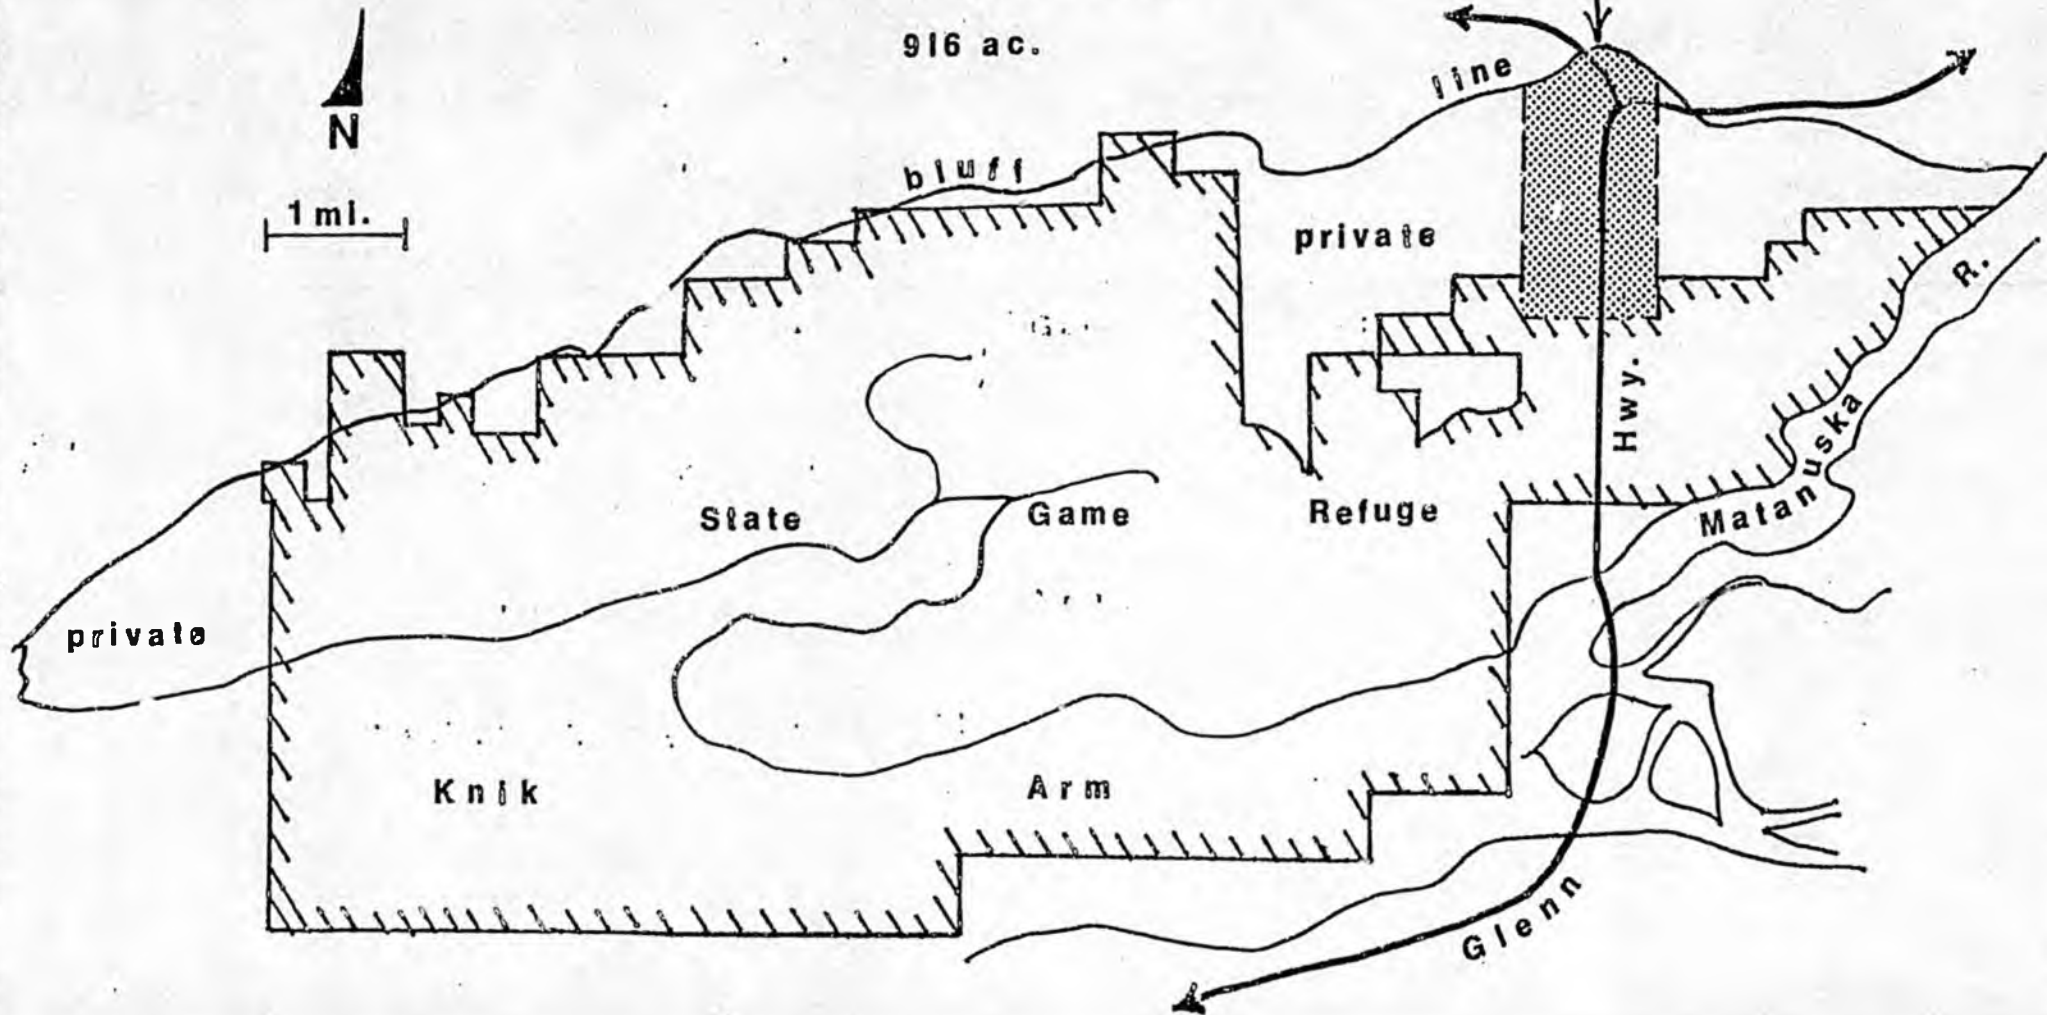 916 ac.
line
N
bluff
1 mi.
private
R.
Hwy.
Matanuska
State Game Refuge
private
Knik Arm
Glenn